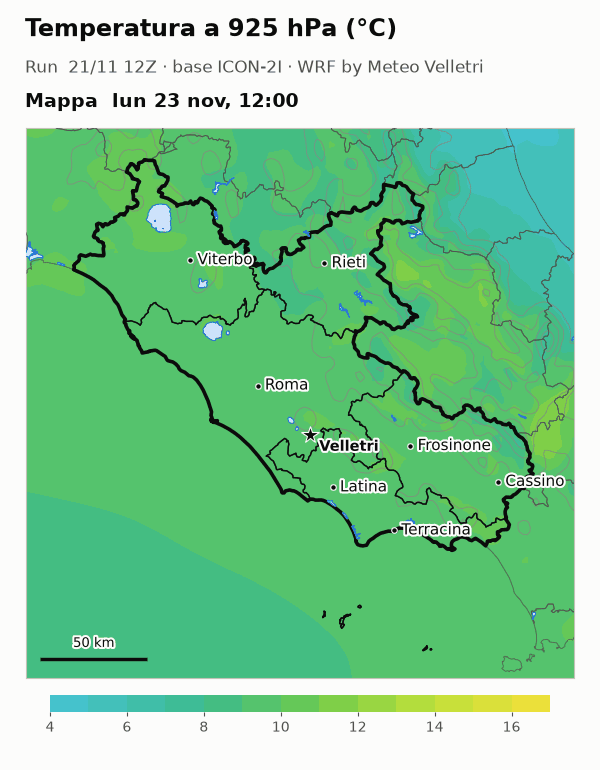 Temperatura a 925 hPa (°C)
Run  21/11 12Z · base ICON-2I · WRF by Meteo Velletri
Mappa  lun 23 nov, 12:00
Viterbo
Rieti
Roma
Velletri
Frosinone
Cassino
Latina
Terracina
50 km
4 6 8 10 12 14 16